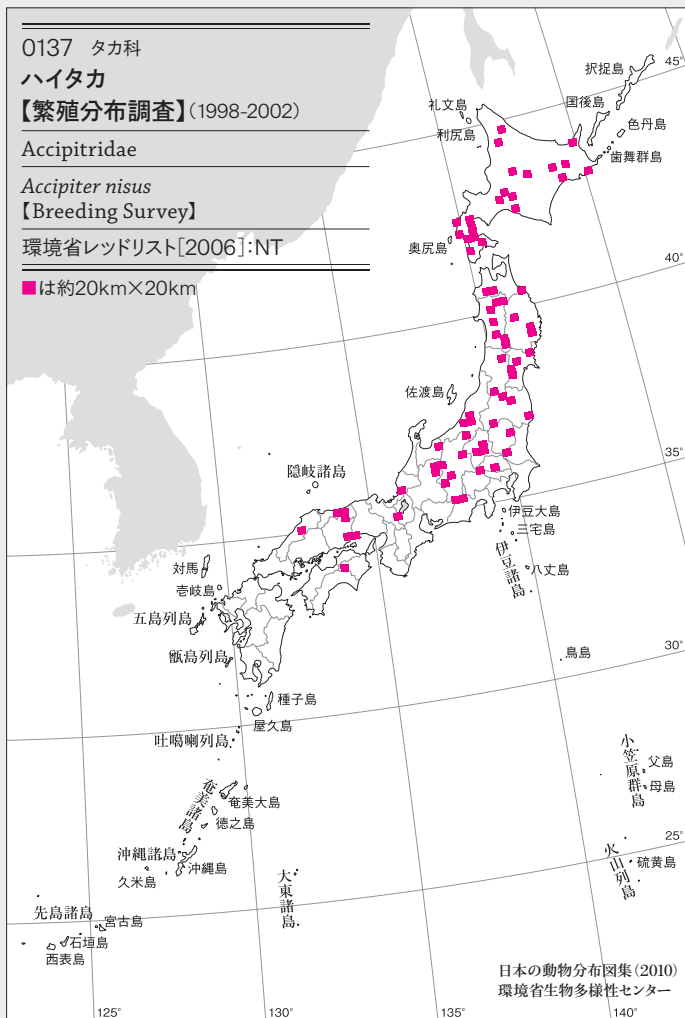 0137 タカ科
ハイタカ
【繁殖分布調査】(1998-2002)
Accipitridae
Accipiter nisus
【Breeding Survey】
環境省レッドリスト[2006]:NT
■は約20km×20km
択捉島
45°
国後島
礼文島
色丹島
利尻島
歯舞群島
奥尻島
40°
佐渡島
35°
隠岐諸島
伊豆大島
三宅島
対馬
伊豆諸島
八丈島
壱岐島
五島列島
甑島列島
鳥島
30°
種子島
屋久島
吐噶喇列島
小笠原群島
父島
母島
奄美諸島
奄美大島
徳之島
25°
沖縄諸島
沖縄島
火山列島
硫黄島
久米島
大東諸島
先島諸島
宮古島
石垣島
西表島
日本の動物分布図集(2010)
環境省生物多様性センター
125°
130°
135°
140°